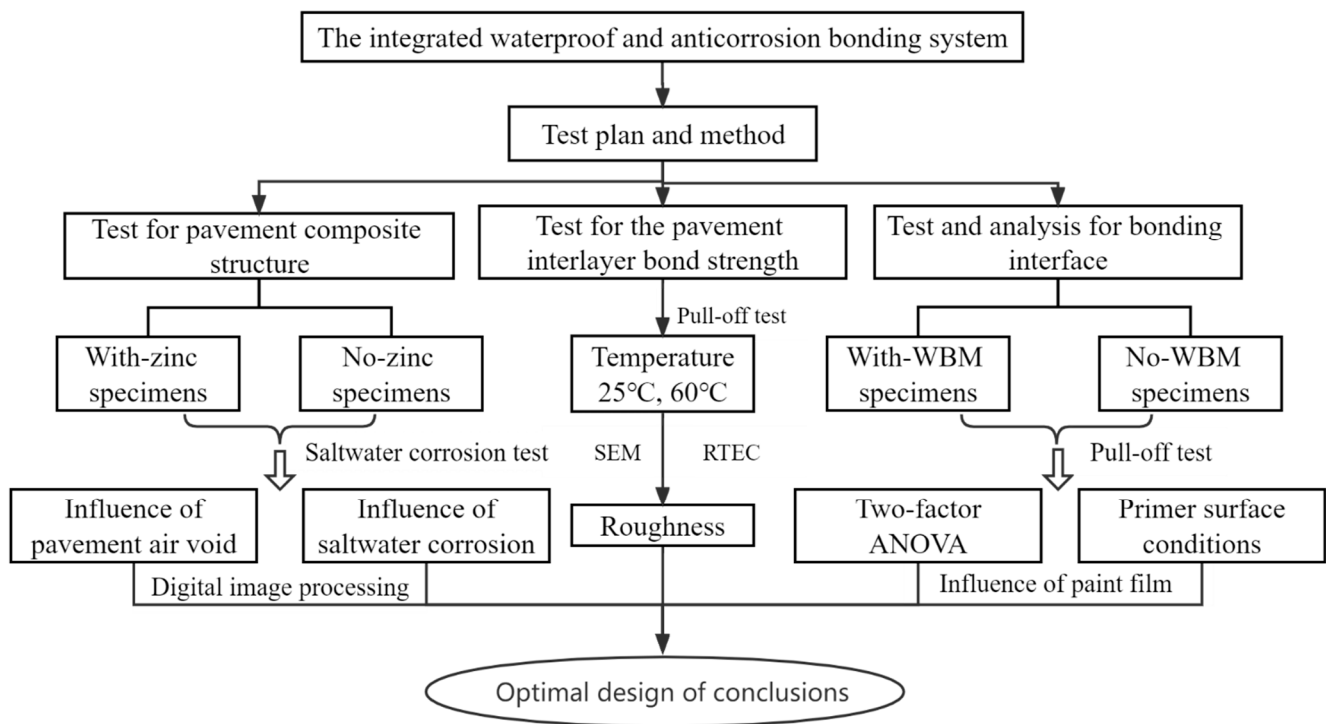 The integrated waterproof and anticorrosion bonding system
Test plan and method
Test for pavement composite
structure
Test for the pavement
interlayer bond strength
Test and analysis for bonding
interface
Pull-off test
With-zinc
specimens
No-zinc
specimens
Temperature
25℃, 60℃
With-WBM
specimens
No-WBM
specimens
Saltwater corrosion test
SEM
RTEC
Pull-off test
Influence of
pavement air void
Influence of
saltwater corrosion
Roughness
Two-factor
ANOVA
Primer surface
conditions
Digital image processing
Influence of paint film
Optimal design of conclusions